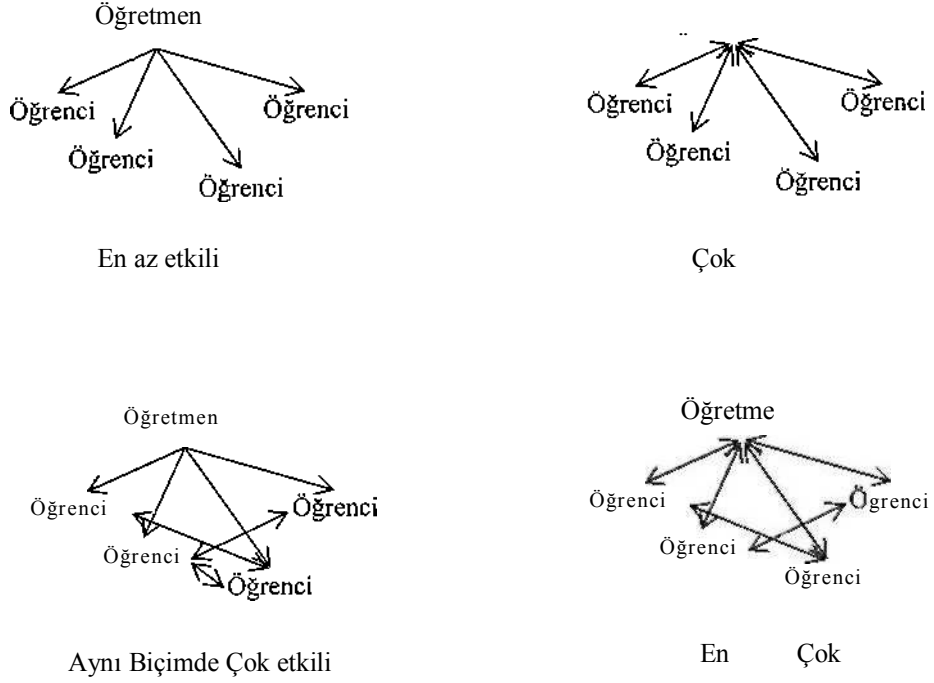 Öğretmen
Öğrenci
Öğrenci
Öğrenci
Öğrenci
En az etkili
Öğrenci
Öğrenci
Öğrenci
Öğrenci
Çok
Öğretmen
Öğrenci
Öğrenci
Öğrenci
Öğrenci
Aynı Biçimde Çok etkili
Öğretme
Öğrenci
Ögrenci
Öğrenci
Öğrenci
En Çok